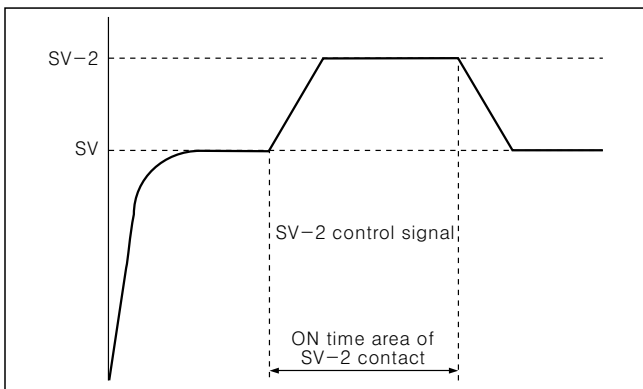 SV-2
SV
SV-2 control signal
ON time area of
SV-2 contact